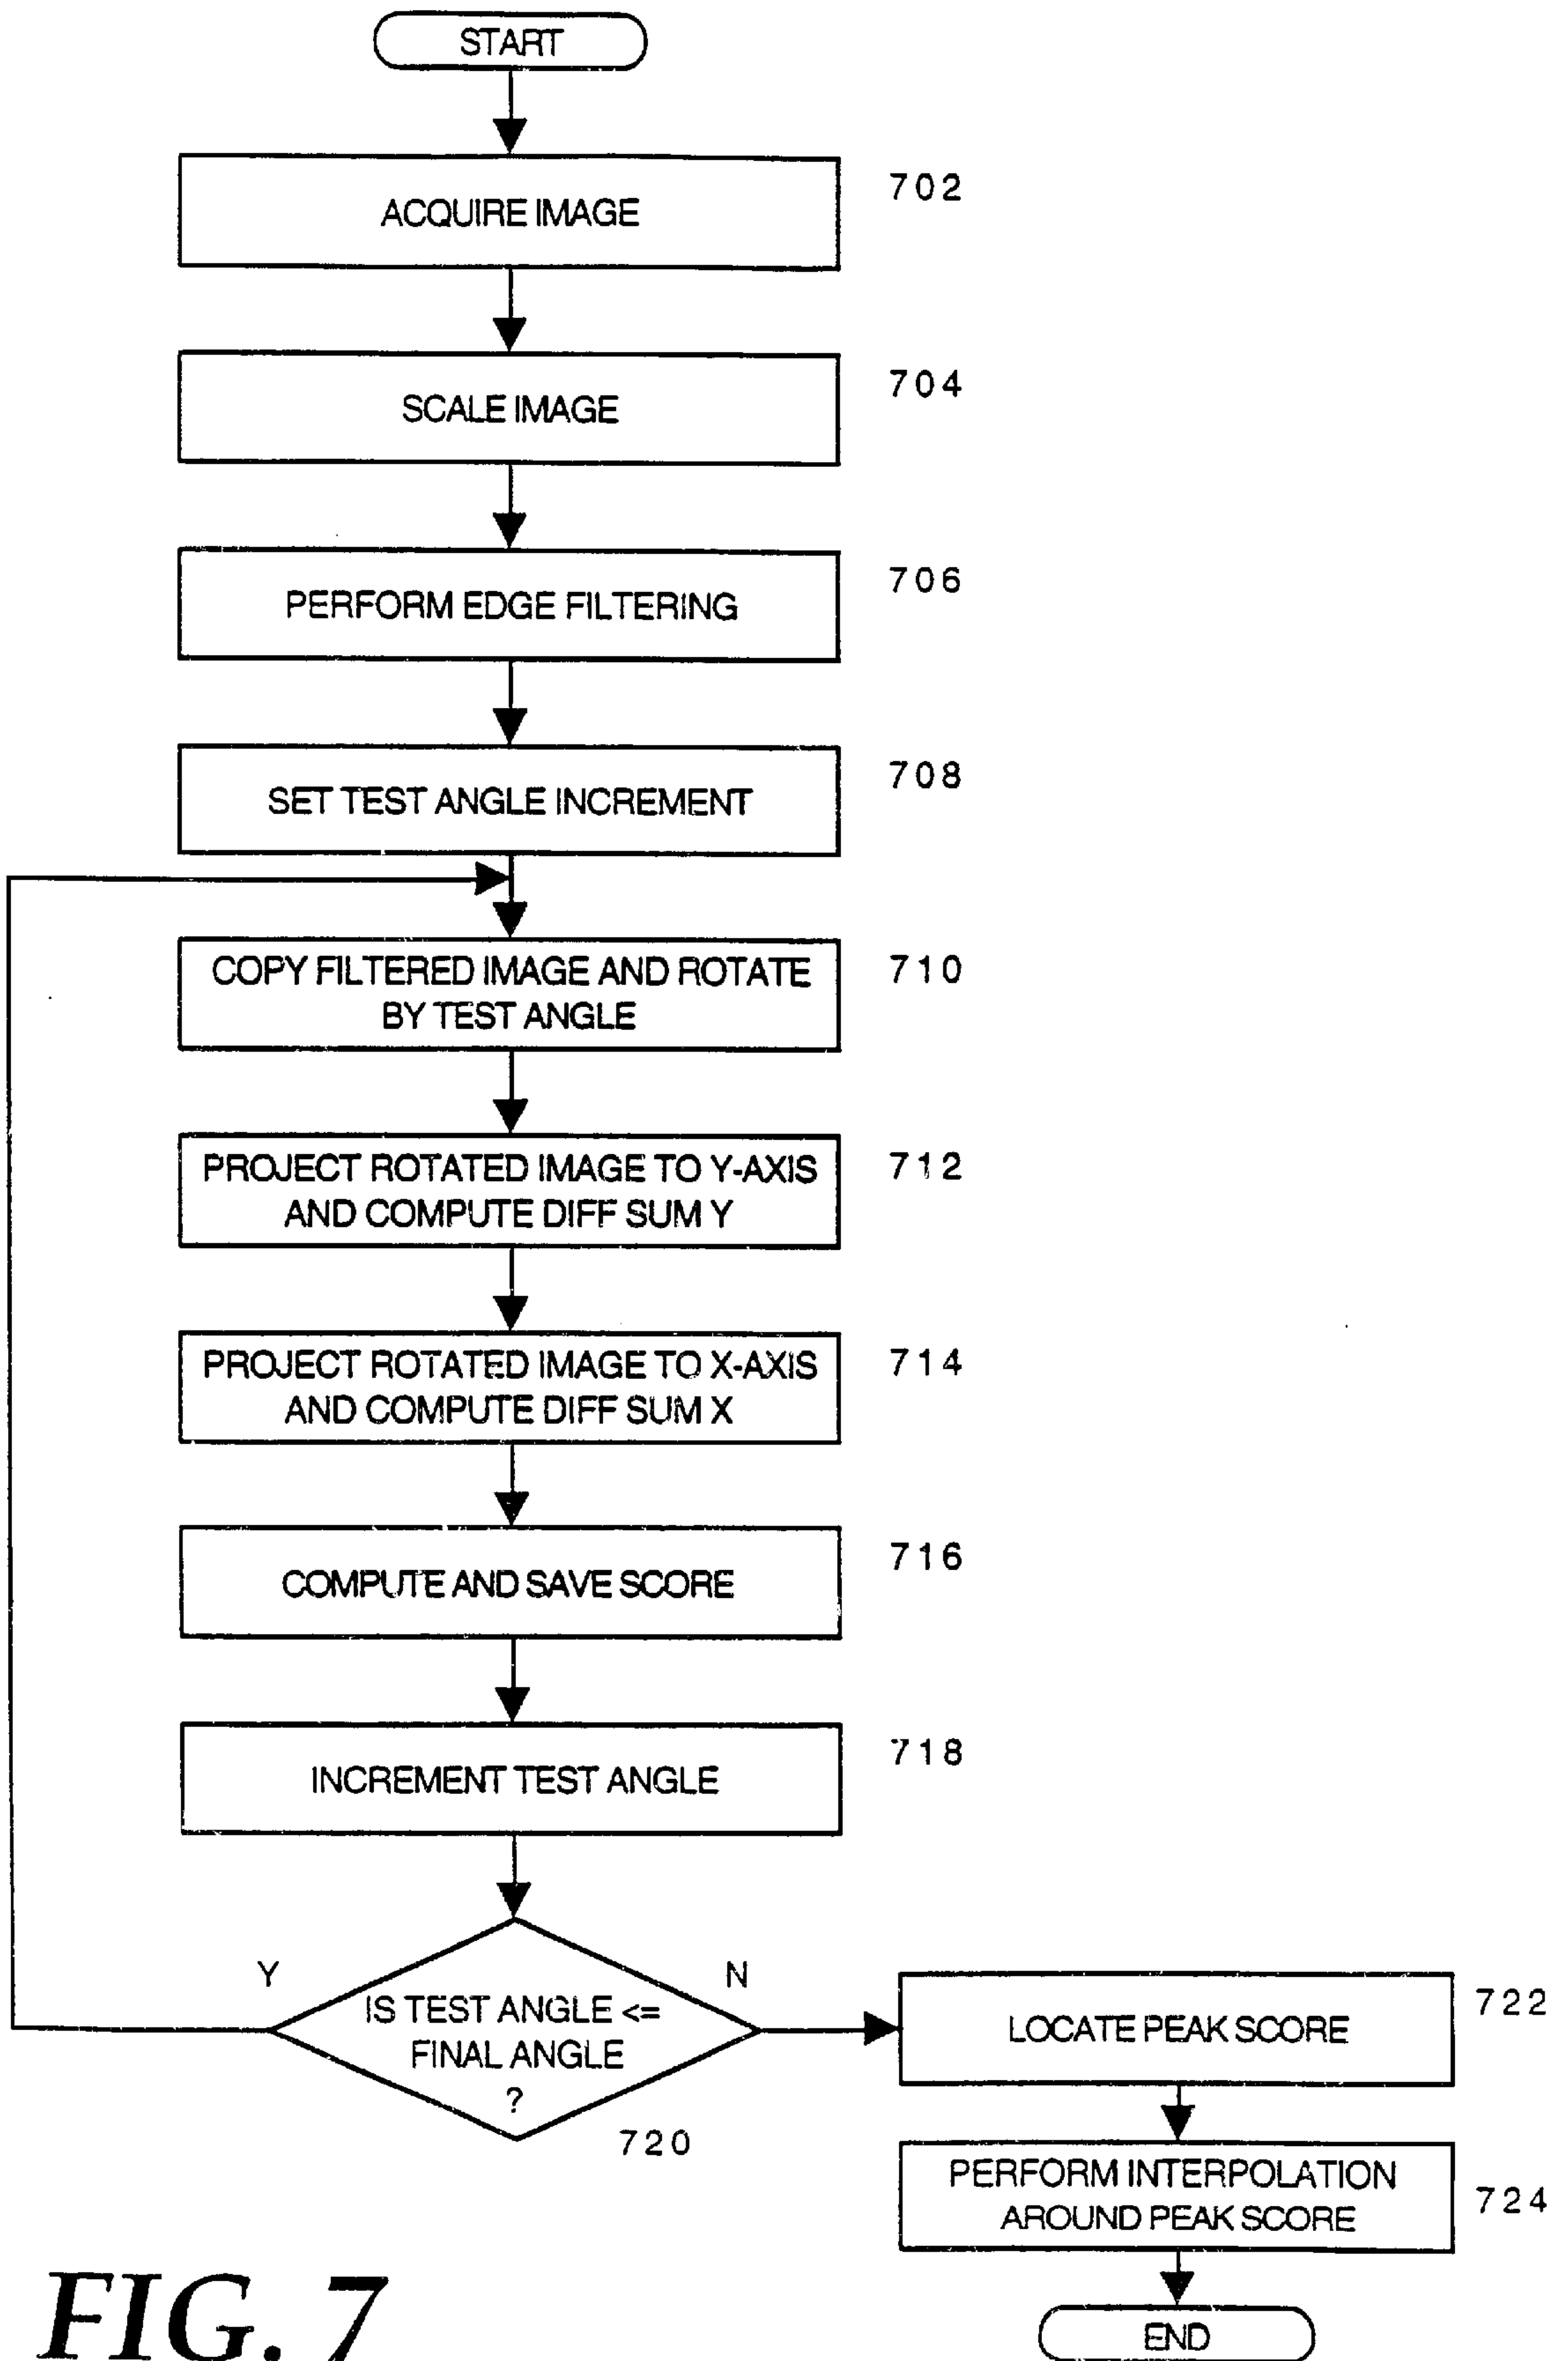 START
ACQUIRE IMAGE
702
SCALE IMAGE
704
PERFORM EDGE FILTERING
706
SET TEST ANGLE INCREMENT
708
COPY FILTERED IMAGE AND ROTATE
BY TEST ANGLE
710
PROJECT ROTATED IMAGE TO Y-AXIS
AND COMPUTE DIFF SUM Y
712
PROJECT ROTATED IMAGE TO X-AXIS
AND COMPUTE DIFF SUM X
714
COMPUTE AND SAVE SCORE
716
INCREMENT TEST ANGLE
718
Y
N
IS TEST ANGLE <=
FINAL ANGLE
?
720
LOCATE PEAK SCORE
722
PERFORM INTERPOLATION
AROUND PEAK SCORE
724
END
FIG. 7